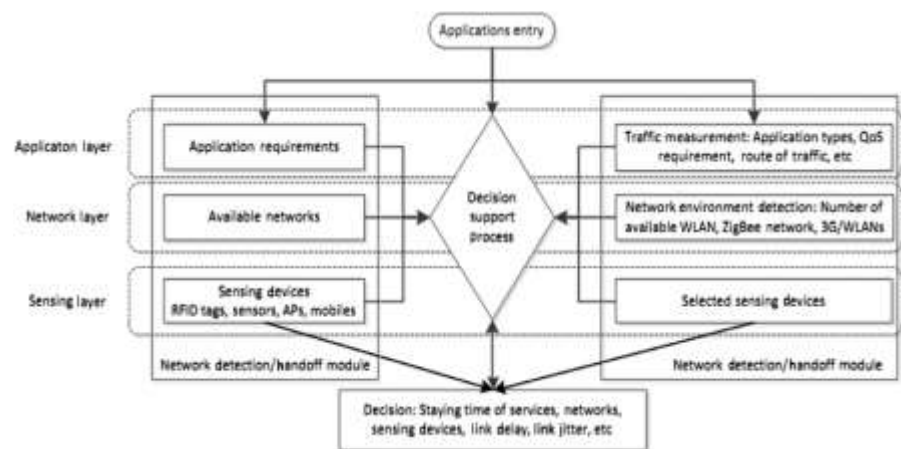 Applications entry
Applicaton layer
Application requirements
Traffic measurement: Application types, QoS
requirement, route of traffic, etc
Network layer
Available networks
Decision
support
process
Network environment detection: Number of
available WLAN, ZigBee network, 3G/WLANs
Sensing layer
Sensing devices
RFID tags, sensors, APs, mobiles
Selected sensing devices
Network detection/handoff module
Network detection/handoff module
Decision: Staying time of services, networks,
sensing devices, link delay, link jitter, etc